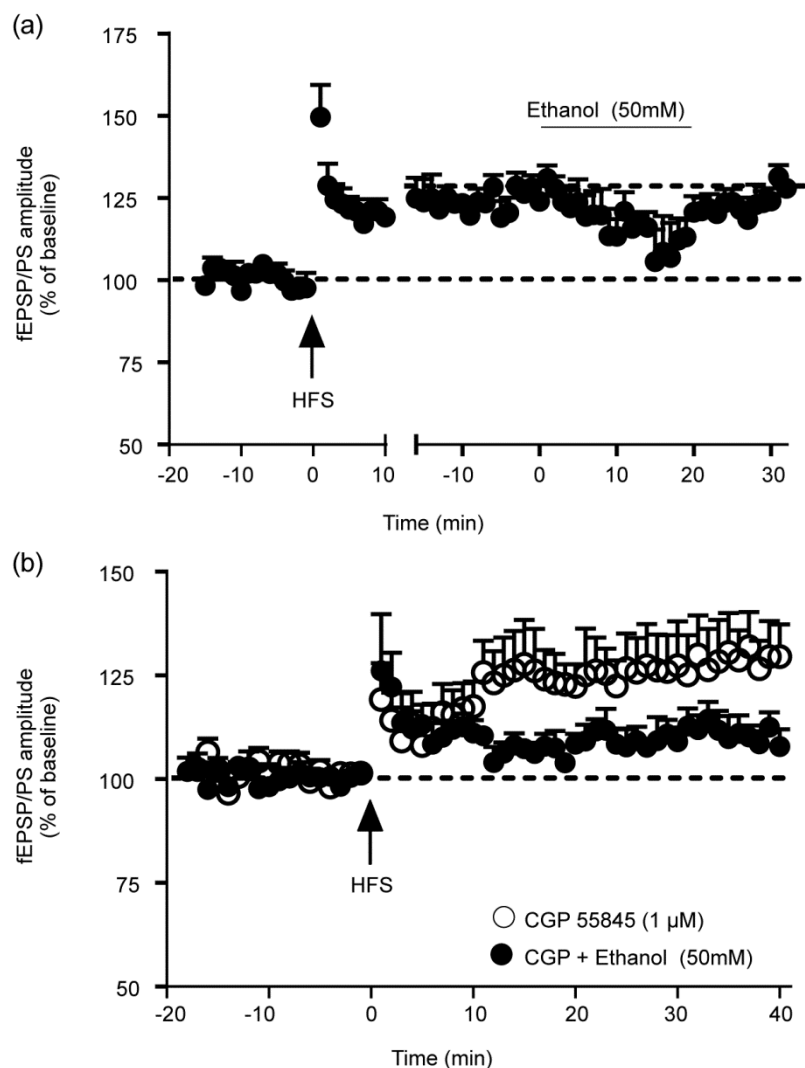 (a)
fEPSP/PS amplitude
(% of baseline)
175
150
125
100
75
50
Ethanol (50mM)
HFS
-20 -10 0 10 -10 0 10 20 30
Time (min)
(b)
fEPSP/PS amplitude
(% of baseline)
150
125
100
75
50
HFS
CGP 55845 (1 µM)
CGP + Ethanol (50mM)
-20 -10 0 10 20 30 40
Time (min)